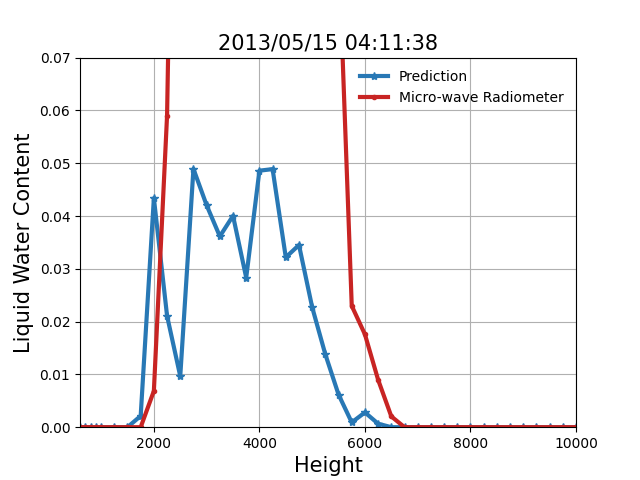 2013/05/15 04:11:38
0.07
0.06
0.05
0.04
0.03
0.02
0.01
0.00
Liquid Water Content
Prediction
Micro-wave Radiometer
2000 4000 6000 8000 10000
Height